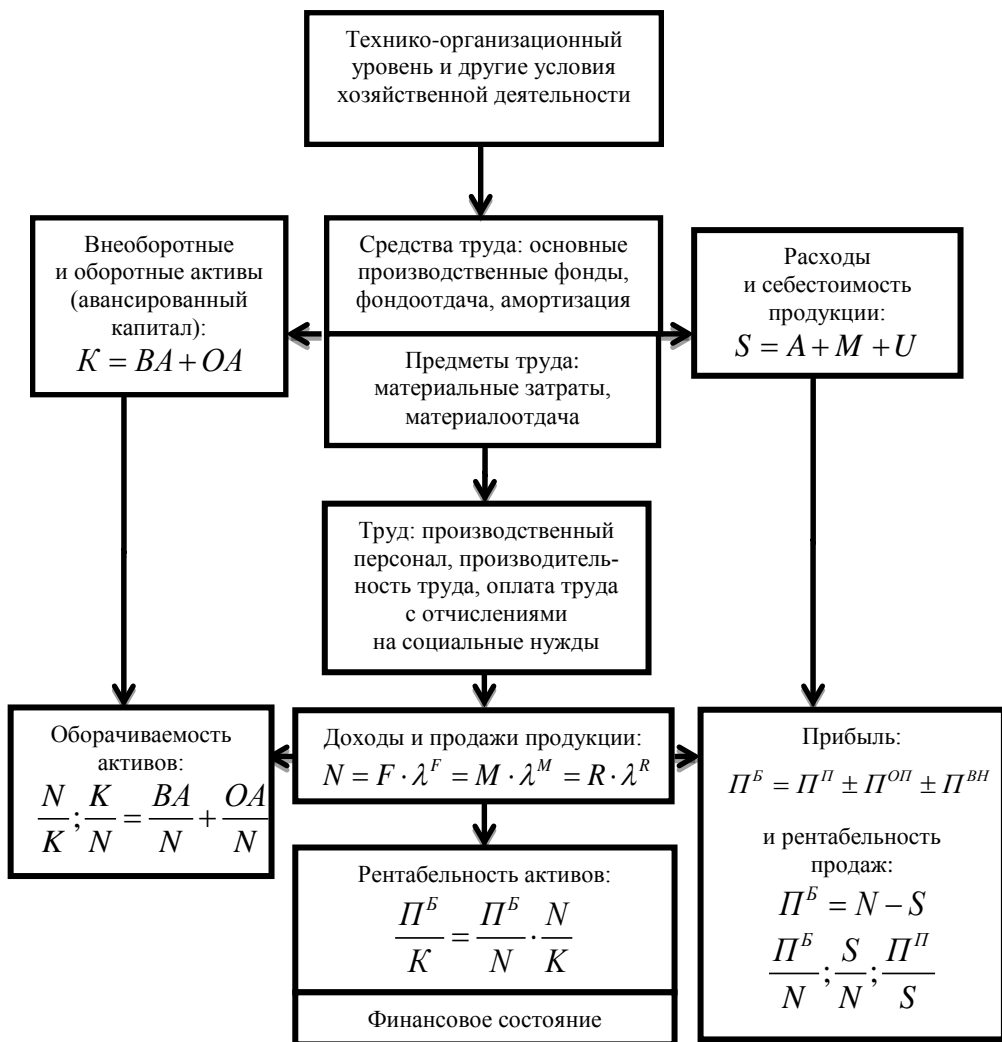 Технико-организационный
уровень и другие условия
хозяйственной деятельности
Внеоборотные
и оборотные активы
(авансированный
капитал):
К = ВА + ОА
Средства труда: основные
производственные фонды,
фондоотдача, амортизация
Предметы труда:
материальные затраты,
материалоотдача
Расходы
и себестоимость
продукции:
S = A + M + U
Труд: производственный
персонал, производитель-
ность труда, оплата труда
с отчислениями
на социальные нужды
Оборачиваемость
активов:
N/K; K/N = BA/N + OA/N
Доходы и продажи продукции:
N = F · λ^F = M · λ^M = R · λ^R
Прибыль:
П^Б = П^П ± П^ОП ± П^ВН
и рентабельность
продаж:
П^Б = N − S
П^Б/N; S/N; П^П/S
Рентабельность активов:
П^Б/К = П^Б/N · N/K
Финансовое состояние